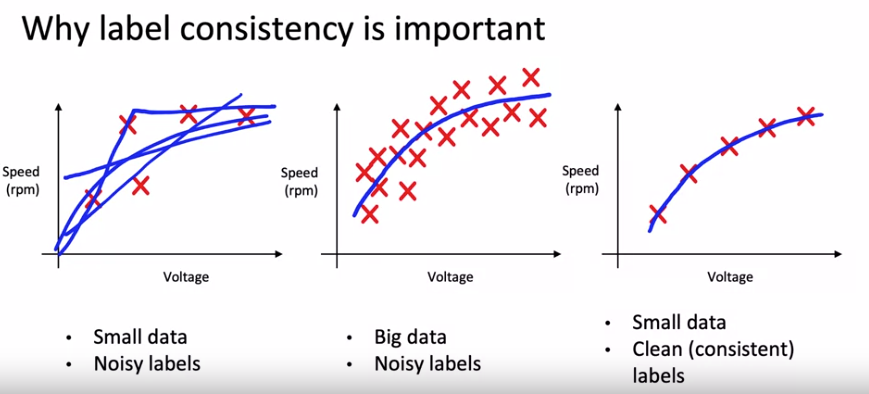 Why label consistency is important
Speed
(rpm)
Voltage
• Small data
• Noisy labels
Speed
(rpm)
Voltage
• Big data
• Noisy labels
Speed
(rpm)
Voltage
• Small data
• Clean (consistent)
labels